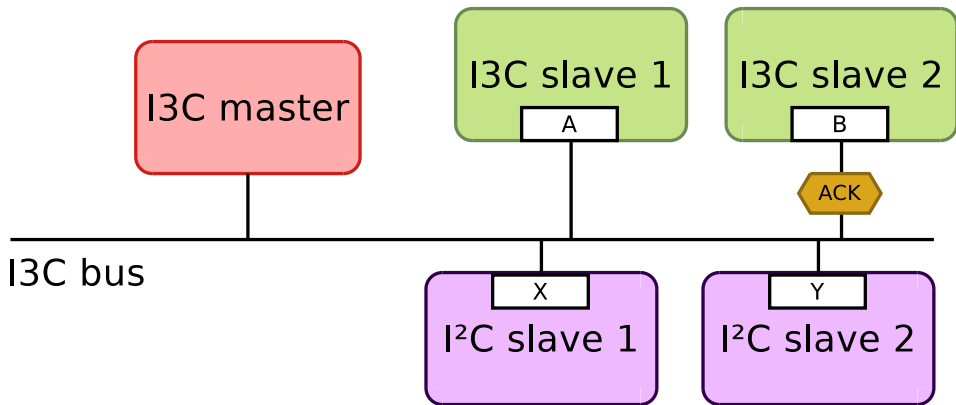 I3C master
I3C slave 1
A
I3C slave 2
B
ACK
I3C bus
X
I²C slave 1
Y
I²C slave 2